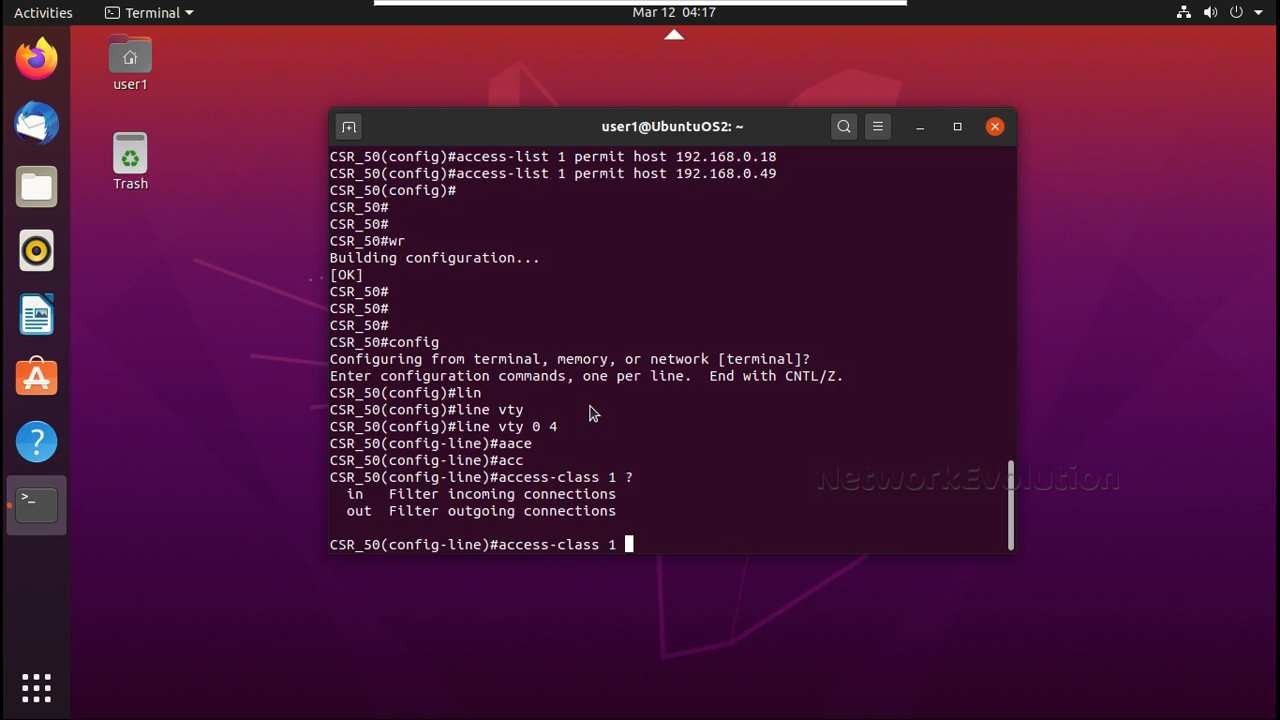 Activities
Terminal
Mar 12 04:17
user1
Trash
user1@UbuntuOS2: ~
CSR_50(config)#access-list 1 permit host 192.168.0.18
CSR_50(config)#access-list 1 permit host 192.168.0.49
CSR_50(config)#
CSR_50#
CSR_50#
CSR_50#wr
Building configuration...
[OK]
CSR_50#
CSR_50#
CSR_50#
CSR_50#config
Configuring from terminal, memory, or network [terminal]?
Enter configuration commands, one per line.  End with CNTL/Z.
CSR_50(config)#lin
CSR_50(config)#line vty
CSR_50(config)#line vty 0 4
CSR_50(config-line)#aace
CSR_50(config-line)#acc
CSR_50(config-line)#access-class 1 ?
in   Filter incoming connections
out  Filter outgoing connections
CSR_50(config-line)#access-class 1
NetworkEvolution